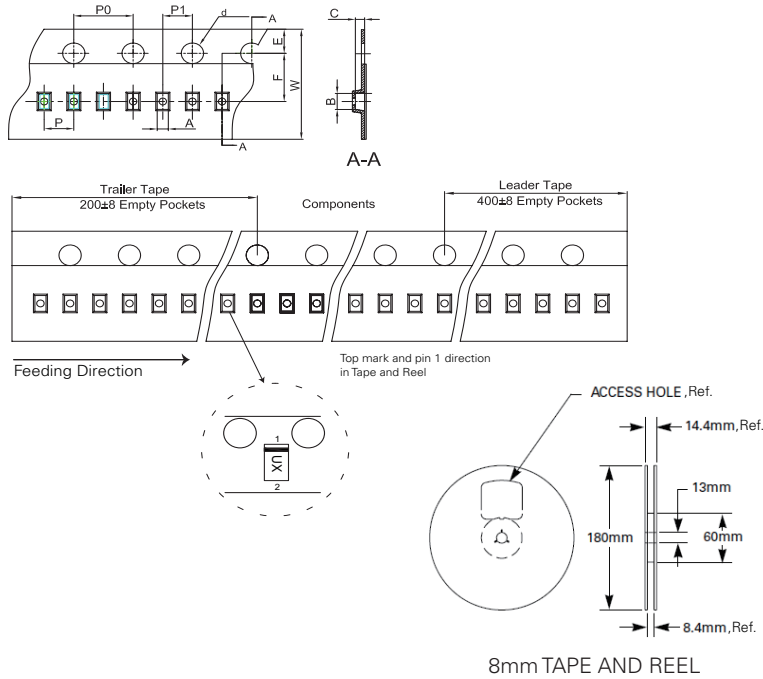 P0
P1
d
A
C
E
F
W
B
P
A
A
A-A
Trailer Tape
200±8 Empty Pockets
Components
Leader Tape
400±8 Empty Pockets
Feeding Direction
Top mark and pin 1 direction
in Tape and Reel
1
UX
2
ACCESS HOLE,Ref.
14.4mm,Ref.
13mm
180mm
60mm
8.4mm,Ref.
8mm TAPE AND REEL